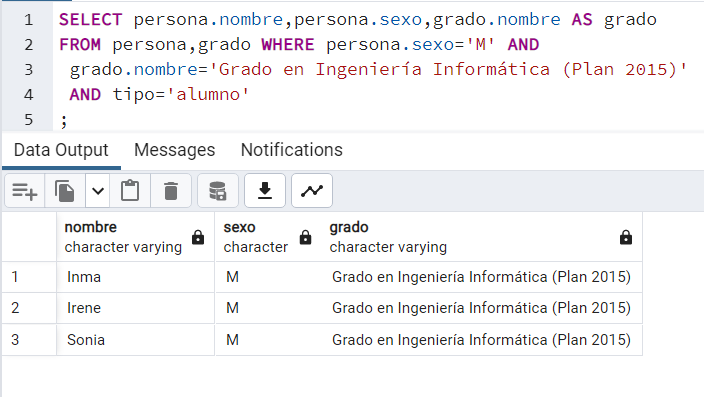 1 SELECT persona.nombre,persona.sexo,grado.nombre AS grado
2 FROM persona,grado WHERE persona.sexo='M' AND
3 grado.nombre='Grado en Ingeniería Informática (Plan 2015)'
4 AND tipo='alumno'
5 ;
Data Output Messages Notifications
nombre sexo grado
character varying character character varying
1 Inma M Grado en Ingeniería Informática (Plan 2015)
2 Irene M Grado en Ingeniería Informática (Plan 2015)
3 Sonia M Grado en Ingeniería Informática (Plan 2015)